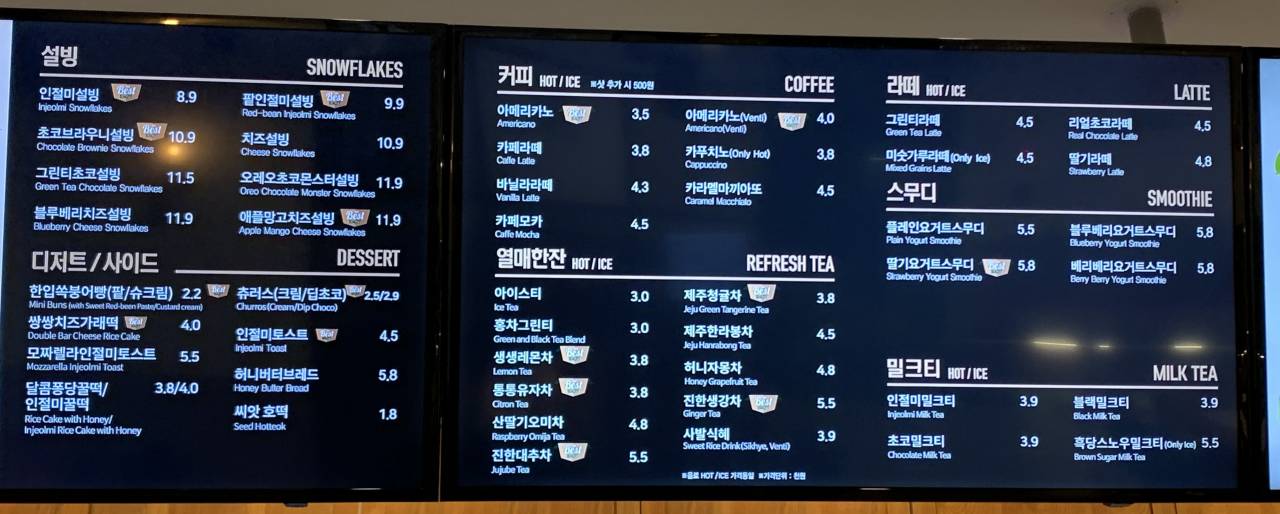 설빙 SNOWFLAKES
인절미설빙 Best 8.9
Injeolmi Snowflakes
팥인절미설빙 Best 9.9
Red-bean Injeolmi Snowflakes
초코브라우니설빙 Best 10.9
Chocolate Brownie Snowflakes
치즈설빙 10.9
Cheese Snowflakes
그린티초코설빙 11.5
Green Tea Chocolate Snowflakes
오레오초코몬스터설빙 11.9
Oreo Chocolate Monster Snowflakes
블루베리치즈설빙 11.9
Blueberry Cheese Snowflakes
애플망고치즈설빙 Best 11.9
Apple Mango Cheese Snowflakes
디저트/사이드 DESSERT
한입쏙붕어빵(팥/슈크림) 2.2 Best
Mini Buns (with Sweet Red-bean Paste/Custard cream)
츄러스(크림/딥초코) Best 2.5/2.9
Churros(Cream/Dip Choco)
쌍쌍치즈가래떡 Best 4.0
Double Bar Cheese Rice Cake
인절미토스트 Best 4.5
Injeolmi Toast
모짜렐라인절미토스트 5.5
Mozzarella Injeolmi Toast
허니버터브레드 5.8
Honey Butter Bread
달콤퐁당꿀떡/ 3.8/4.0
인절미꿀떡
Rice Cake with Honey/
Injeolmi Rice Cake with Honey
씨앗 호떡 1.8
Seed Hotteok
커피 HOT / ICE ※샷 추가 시 500원 COFFEE
아메리카노 Best 3.5
Americano
아메리카노(Venti) Best 4.0
Americano(Venti)
카페라떼 3.8
Caffe Latte
카푸치노(Only Hot) 3.8
Cappuccino
바닐라라떼 4.3
Vanilla Latte
카라멜마끼아또 4.5
Caramel Macchiato
카페모카 4.5
Caffe Mocha
열매한잔 HOT / ICE REFRESH TEA
아이스티 3.0
Ice Tea
제주청귤차 Best 3.8
Jeju Green Tangerine Tea
홍차그린티 3.0
Green and Black Tea Blend
제주한라봉차 4.5
Jeju Hanrabong Tea
생생레몬차 Best 3.8
Lemon Tea
허니자몽차 4.8
Honey Grapefruit Tea
통통유자차 Best 3.8
Citron Tea
진한생강차 Best 5.5
Ginger Tea
산딸기오미차 4.8
Raspberry Omija Tea
사발식혜 3.9
Sweet Rice Drink(Sikhye, Venti)
진한대추차 Best 5.5
Jujube Tea
※음료 HOT / ICE 가격동일 ※가격단위 : 천원
라떼 HOT / ICE LATTE
그린티라떼 4.5
Green Tea Latte
리얼초코라떼 4.5
Real Chocolate Latte
미숫가루라떼(Only Ice) 4.5
Mixed Grains Latte
딸기라떼 4.8
Strawberry Latte
스무디 SMOOTHIE
플레인요거트스무디 5.5
Plain Yogurt Smoothie
블루베리요거트스무디 5.8
Blueberry Yogurt Smoothie
딸기요거트스무디 Best 5.8
Strawberry Yogurt Smoothie
베리베리요거트스무디 5.8
Berry Berry Yogurt Smoothie
밀크티 HOT / ICE MILK TEA
인절미밀크티 3.9
Injeolmi Milk Tea
블랙밀크티 3.9
Black Milk Tea
초코밀크티 3.9
Chocolate Milk Tea
흑당스노우밀크티(Only Ice) 5.5
Brown Sugar Milk Tea